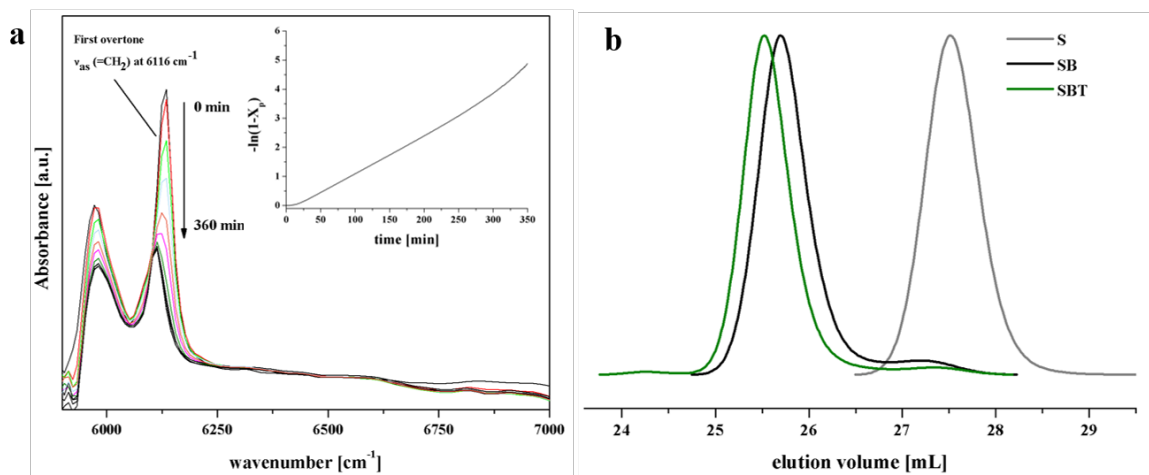 a
First overtone
νas (=CH2) at 6116 cm-1
0 min
360 min
Absorbance [a.u.]
6000 6250 6500 6750 7000
wavenumber [cm-1]
-ln(1-Xp)
6
5
4
3
2
1
0
0 50 100 150 200 250 300 350
time [min]
b
S
SB
SBT
24 25 26 27 28 29
elution volume [mL]